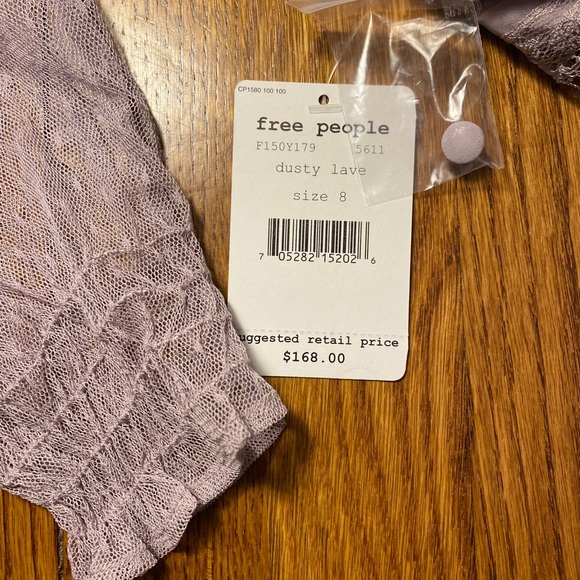 CP1580 100 100
free people
F150Y179 5611
dusty lave
size 8
7 05282 15202 6
uggested retail price
$168.00